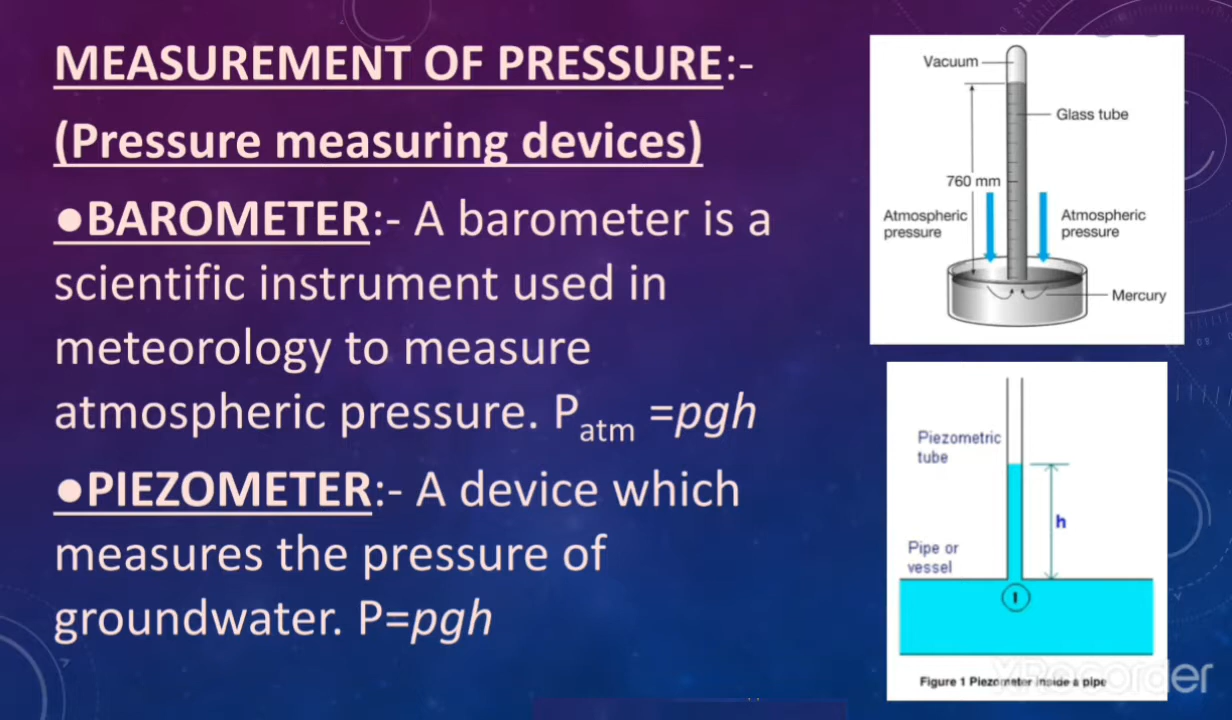 MEASUREMENT OF PRESSURE:-
(Pressure measuring devices)
●BAROMETER:- A barometer is a
scientific instrument used in
meteorology to measure
atmospheric pressure. Patm =pgh
●PIEZOMETER:- A device which
measures the pressure of
groundwater. P=pgh
Vacuum
Glass tube
760 mm
Atmospheric
pressure
Atmospheric
pressure
Mercury
Piezometric
tube
h
Pipe or
vessel
I
Figure 1 Piezometer inside a pipe
XRecorder